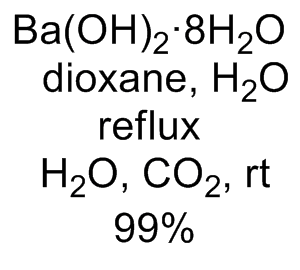 Ba(OH)₂·8H₂O
dioxane, H₂O
reflux
H₂O, CO₂, rt
99%